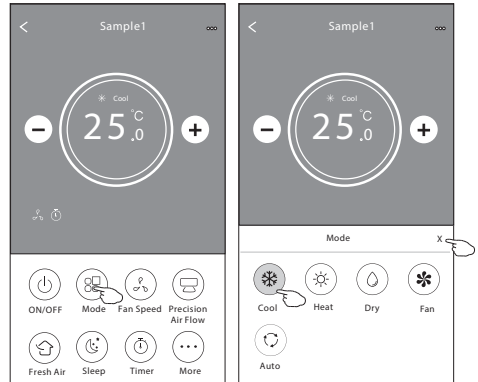 Sample1
Cool
25.0°C
ON/OFF
Mode
Fan Speed
Precision
Air Flow
Fresh Air
Sleep
Timer
More
Sample1
Cool
25.0°C
Mode
X
Cool
Heat
Dry
Fan
Auto